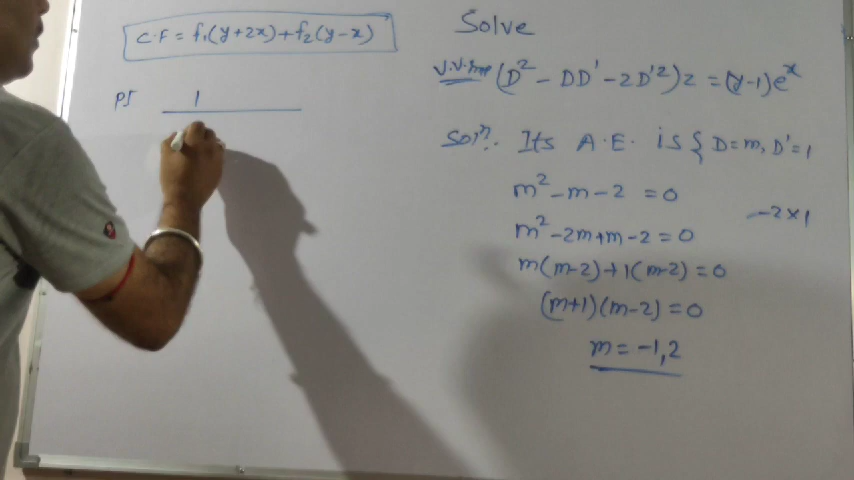 C.F = f₁(y+2x)+f₂(y-x)
PI 1
Solve
V.V.Imp (D² - DD' - 2D'²)z = (y-1)eˣ
Solⁿ. Its A.E. is { D=m, D'=1
m² - m - 2 = 0
-2×1
m² - 2m + m - 2 = 0
m(m-2)+1(m-2) = 0
(m+1)(m-2) = 0
m = -1,2